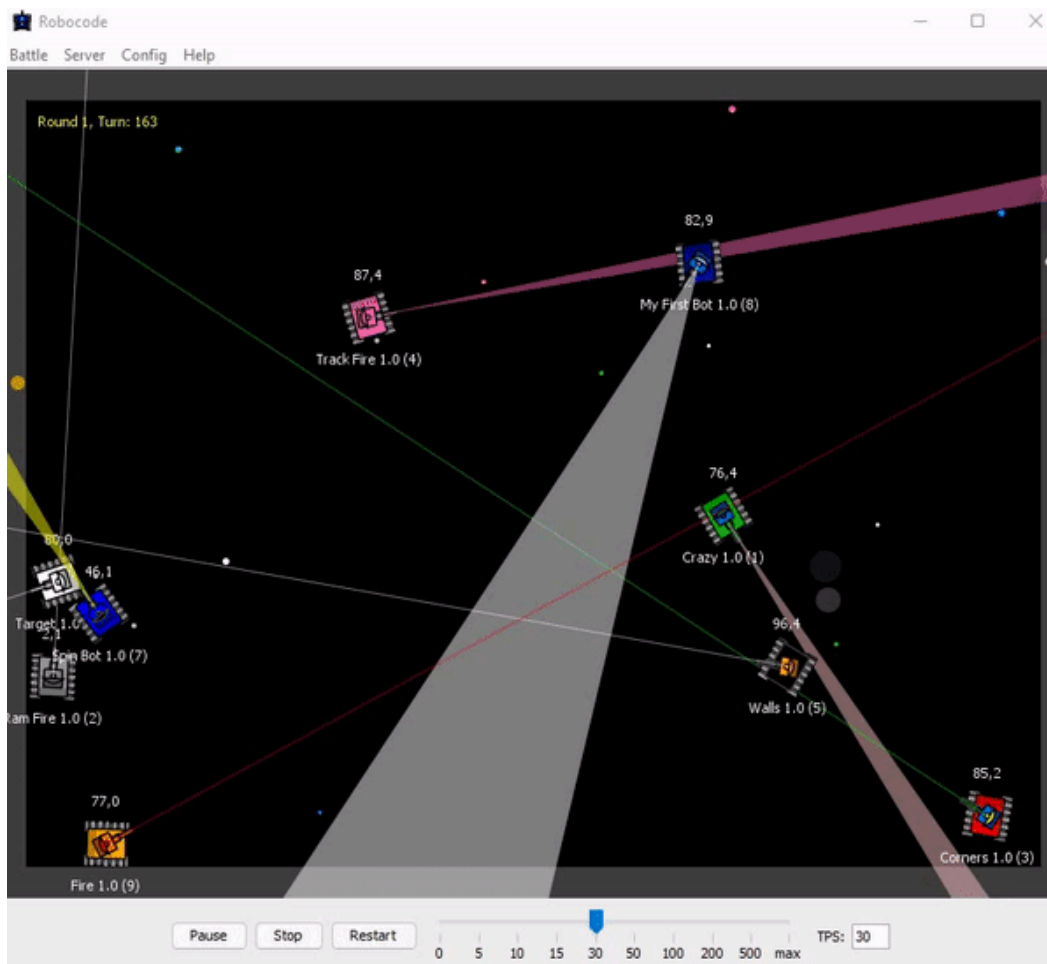 Robocode
Battle Server Config Help
Round 1, Turn: 163
82,9
My First Bot 1.0 (8)
87,4
Track Fire 1.0 (4)
76,4
Crazy 1.0 (1)
80,0
46,1
Target 1.0
2,1
Spin Bot 1.0 (7)
Ram Fire 1.0 (2)
96,4
Walls 1.0 (5)
85,2
Corners 1.0 (3)
77,0
Fire 1.0 (9)
Pause Stop Restart
0 5 10 15 30 50 100 200 500 max
TPS: 30